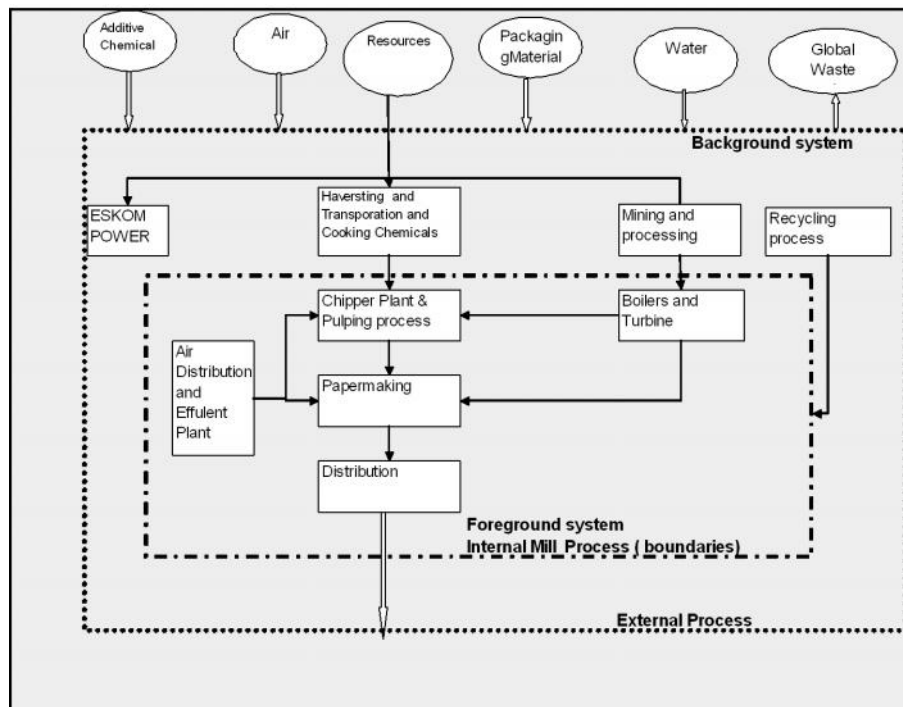 Additive
Chemical
Air
Resources
Packagin
gMaterial
Water
Global
Waste
Background system
ESKOM
POWER
Haversting and
Transporation and
Cooking Chemicals
Mining and
processing
Recycling
process
Chipper Plant &
Pulping process
Boilers and
Turbine
Air
Distribution
and
Effulent
Plant
Papermaking
Distribution
Foreground system
Internal Mill Process ( boundaries)
External Process